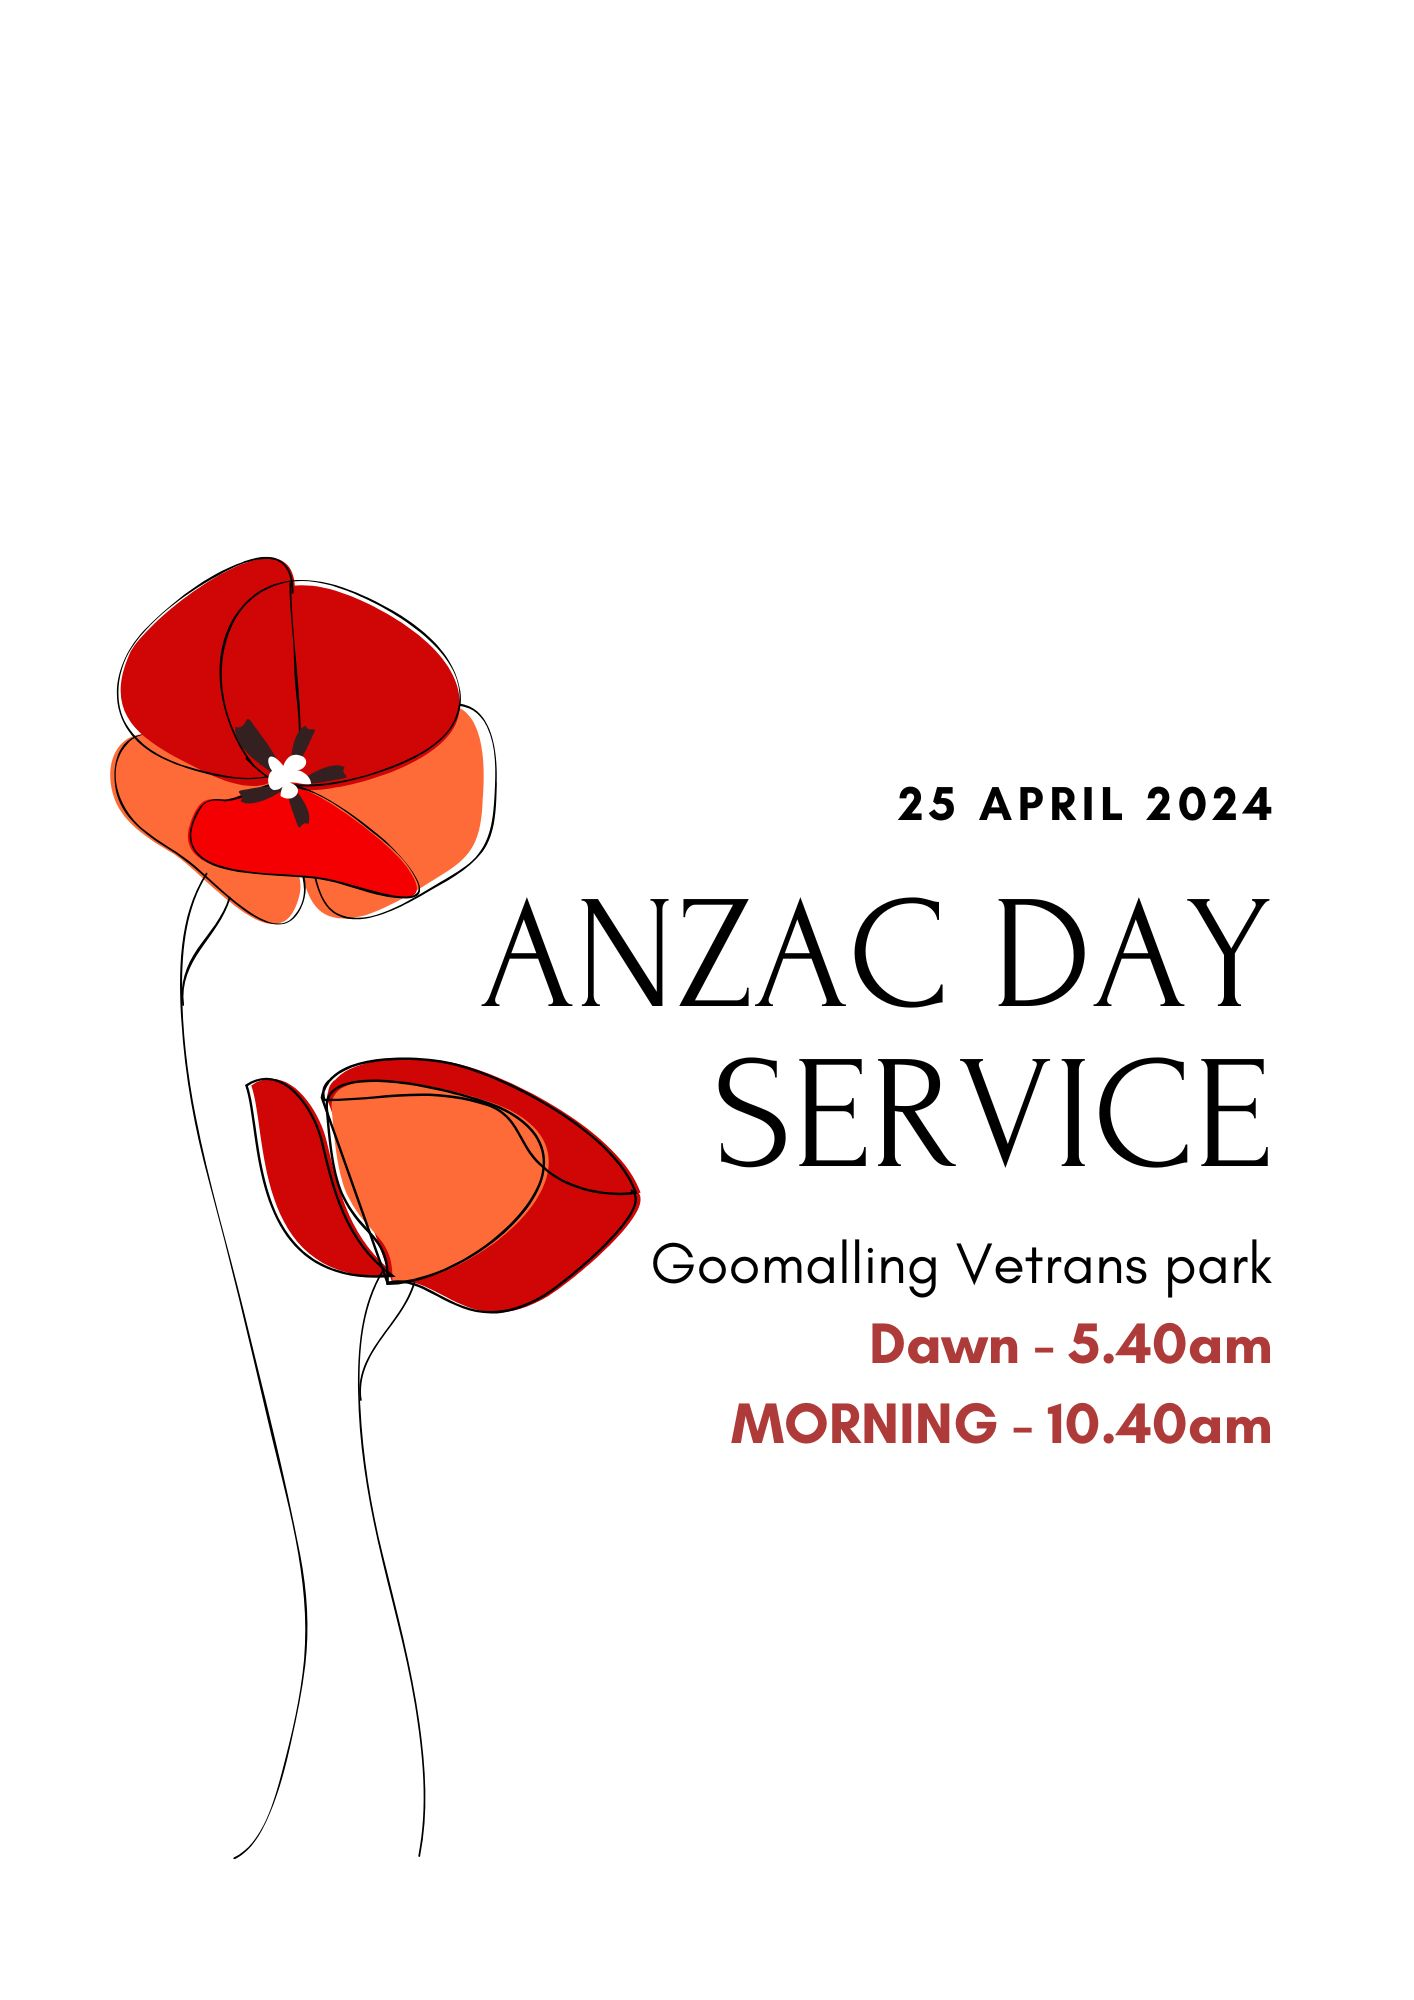 25 APRIL 2024
ANZAC DAY
SERVICE
Goomalling Vetrans park
Dawn - 5.40am
MORNING - 10.40am